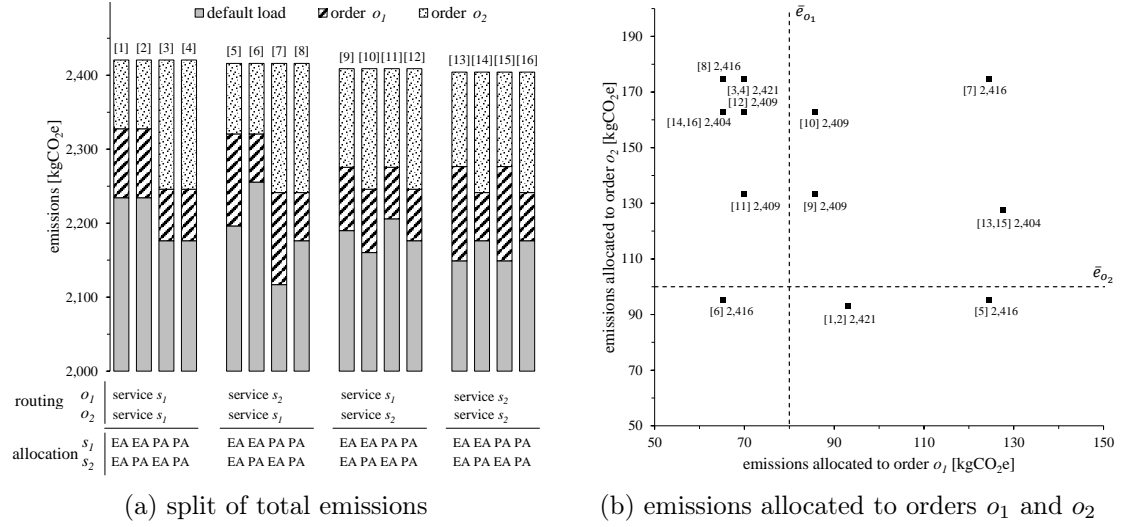 default load order o1 order o2
[1] [2] [3] [4] [5] [6] [7] [8] [9] [10] [11] [12] [13] [14] [15] [16]
2,400
2,300
2,200
2,100
2,000
emissions [kgCO2e]
routing
o1 service s1 service s2 service s1 service s2
o2 service s1 service s1 service s2 service s2
allocation
s1 EA EA PA PA EA EA PA PA EA EA PA PA EA EA PA PA
s2 EA PA EA PA EA PA EA PA EA PA EA PA EA PA EA PA
(a) split of total emissions
ēo1
190
170
150
130
110
90
70
50
emissions allocated to order o2 [kgCO2e]
[8] 2,416
[3,4] 2,421
[12] 2,409
[7] 2,416
[14,16] 2,404
[10] 2,409
[11] 2,409
[9] 2,409
[13,15] 2,404
ēo2
[6] 2,416
[1,2] 2,421
[5] 2,416
50 70 90 110 130 150
emissions allocated to order o1 [kgCO2e]
(b) emissions allocated to orders o1 and o2